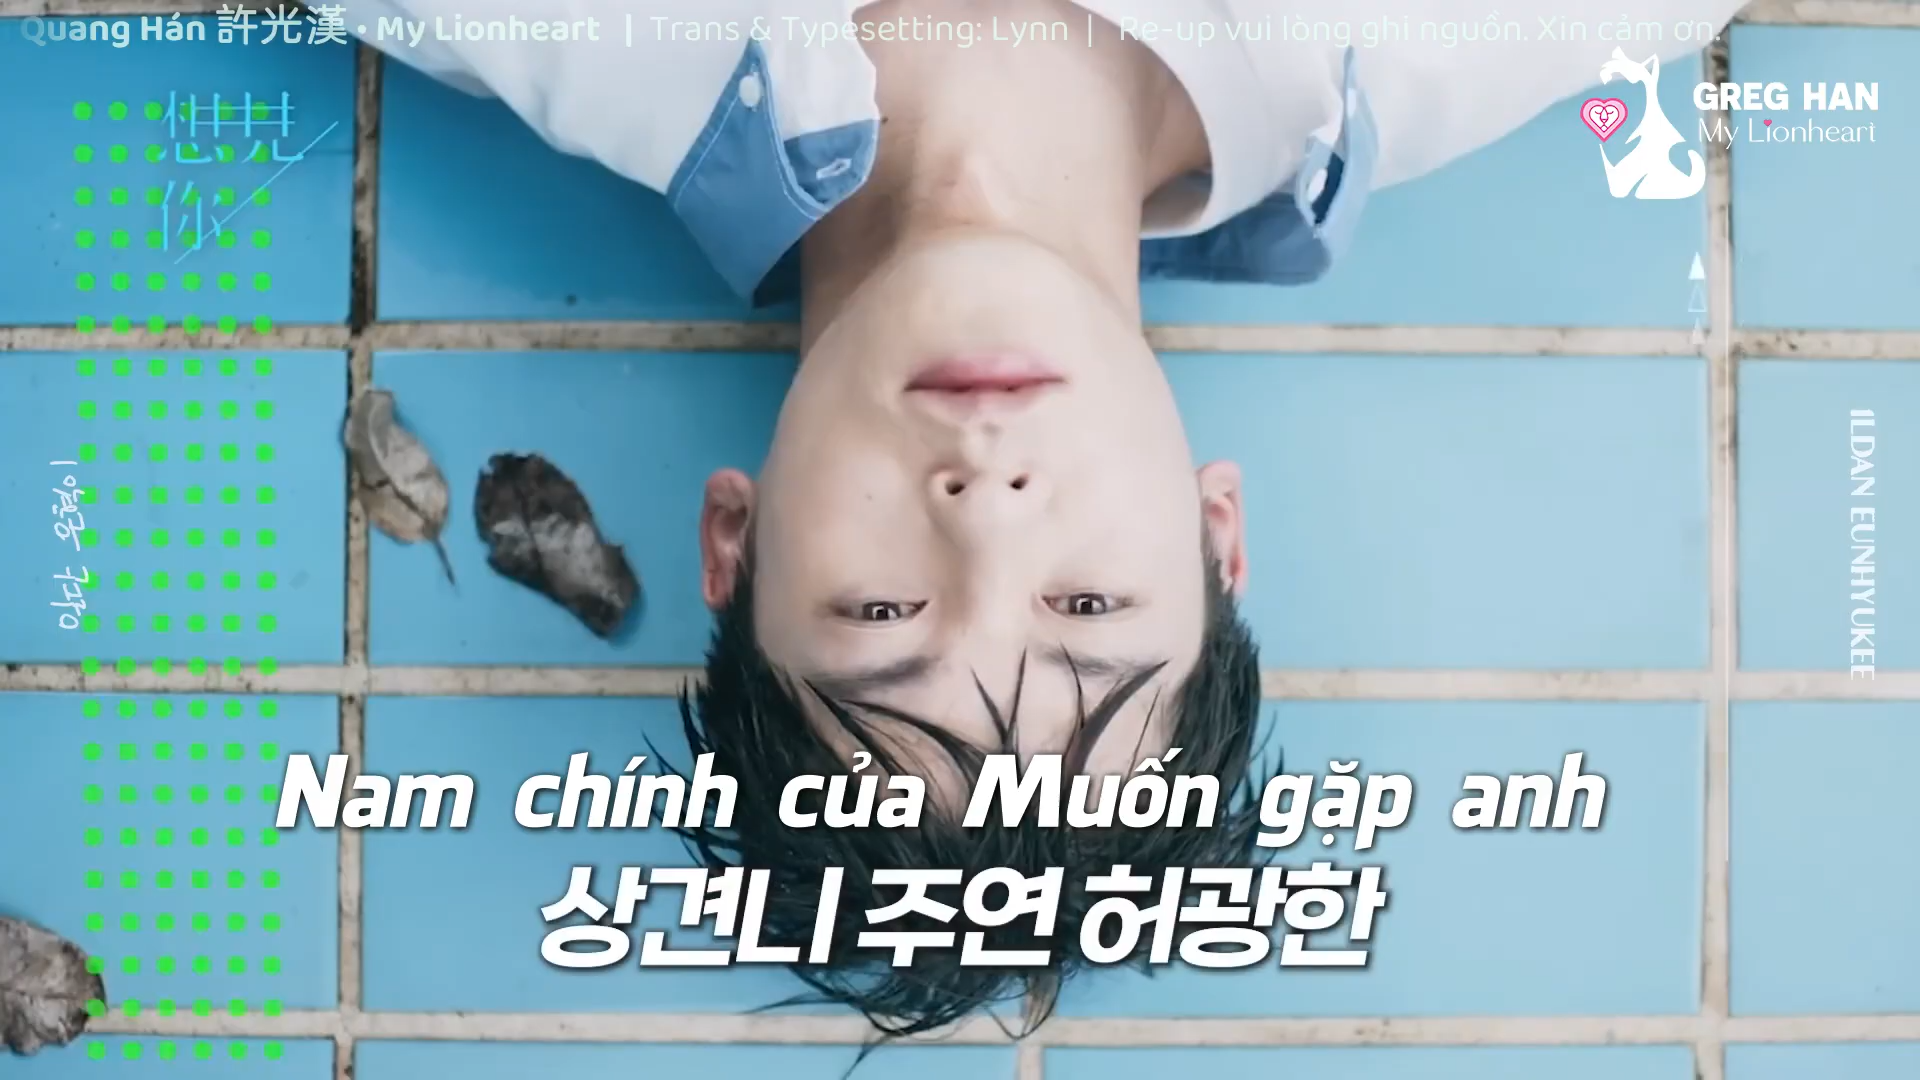 Quang Hán 許光漢 • My Lionheart | Trans & Typesetting: Lynn | Re-up vui lòng ghi nguồn. Xin cảm ơn.
想見
你
GREG HAN
My Lionheart
ILDAN EUNHYUKEE
Nam chính của Muốn gặp anh
상견니 주연 허광한